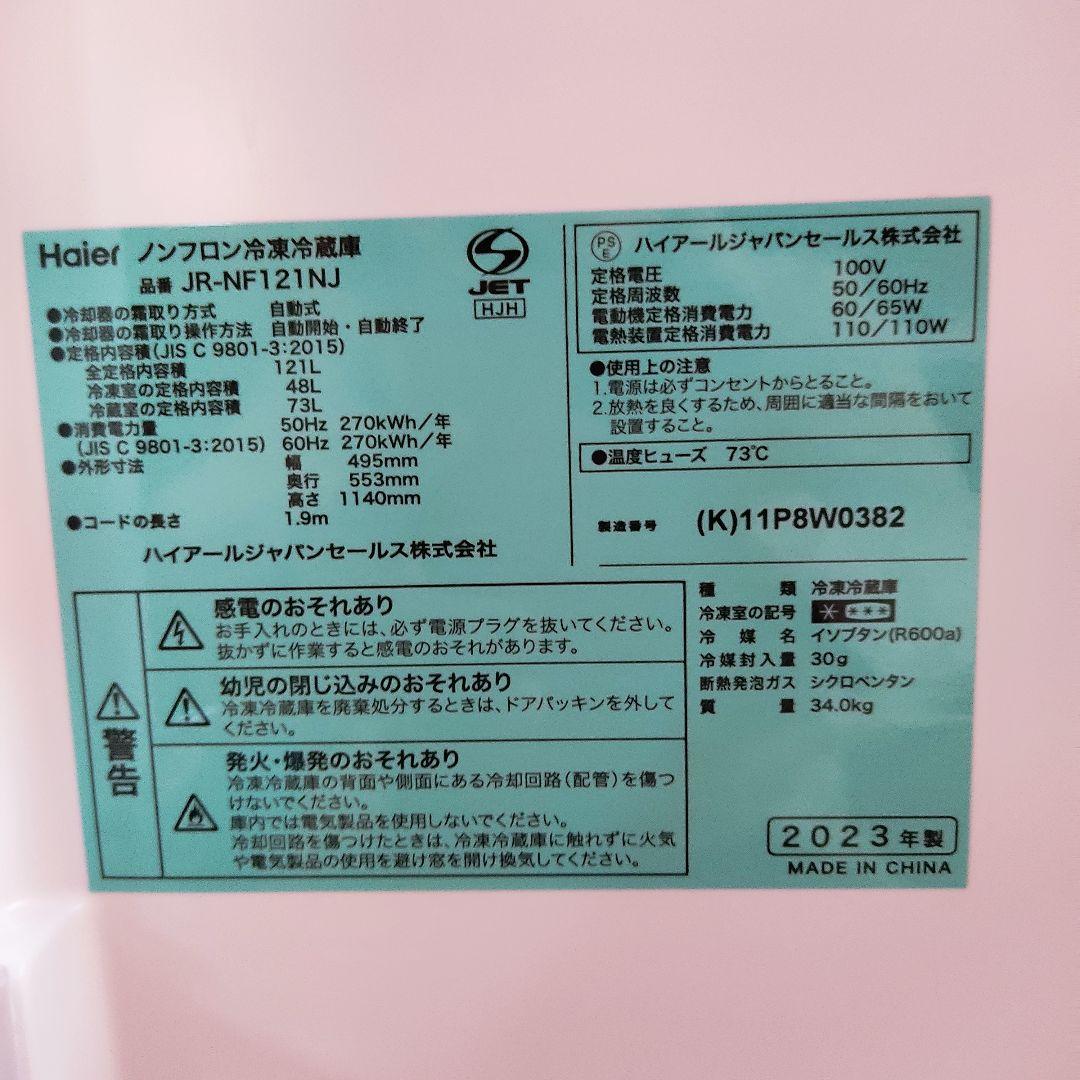 Haier ノンフロン冷凍冷蔵庫
品番 JR-NF121NJ
JET
HJH
●冷却器の霜取り方式 自動式
●冷却器の霜取り操作方法 自動開始・自動終了
●定格内容積(JIS C 9801-3:2015)
全定格内容積 121L
冷凍室の定格内容積 48L
冷蔵室の定格内容積 73L
●消費電力量 50Hz 270kWh/年
(JIS C 9801-3:2015) 60Hz 270kWh/年
●外形寸法 幅 495mm
奥行 553mm
高さ 1140mm
●コードの長さ 1.9m
ハイアールジャパンセールス株式会社
PS E ハイアールジャパンセールス株式会社
定格電圧 100V
定格周波数 50/60Hz
電動機定格消費電力 60/65W
電熱装置定格消費電力 110/110W
●使用上の注意
1.電源は必ずコンセントからとること。
2.放熱を良くするため、周囲に適当な間隔をおいて
設置すること。
●温度ヒューズ 73℃
製造番号 (K)11P8W0382
警告
感電のおそれあり
お手入れのときには、必ず電源プラグを抜いてください。
抜かずに作業すると感電のおそれがあります。
幼児の閉じ込めのおそれあり
冷凍冷蔵庫を廃棄処分するときは、ドアパッキンを外して
ください。
発火・爆発のおそれあり
冷凍冷蔵庫の背面や側面にある冷却回路(配管)を傷つ
けないでください。
庫内では電気製品を使用しないでください。
冷却回路を傷つけたときは、冷凍冷蔵庫に触れずに火気
や電気製品の使用を避け窓を開け換気してください。
種類 冷凍冷蔵庫
冷凍室の記号 * ***
冷媒名 イソブタン(R600a)
冷媒封入量 30g
断熱発泡ガス シクロペンタン
質量 34.0kg
2023年製
MADE IN CHINA